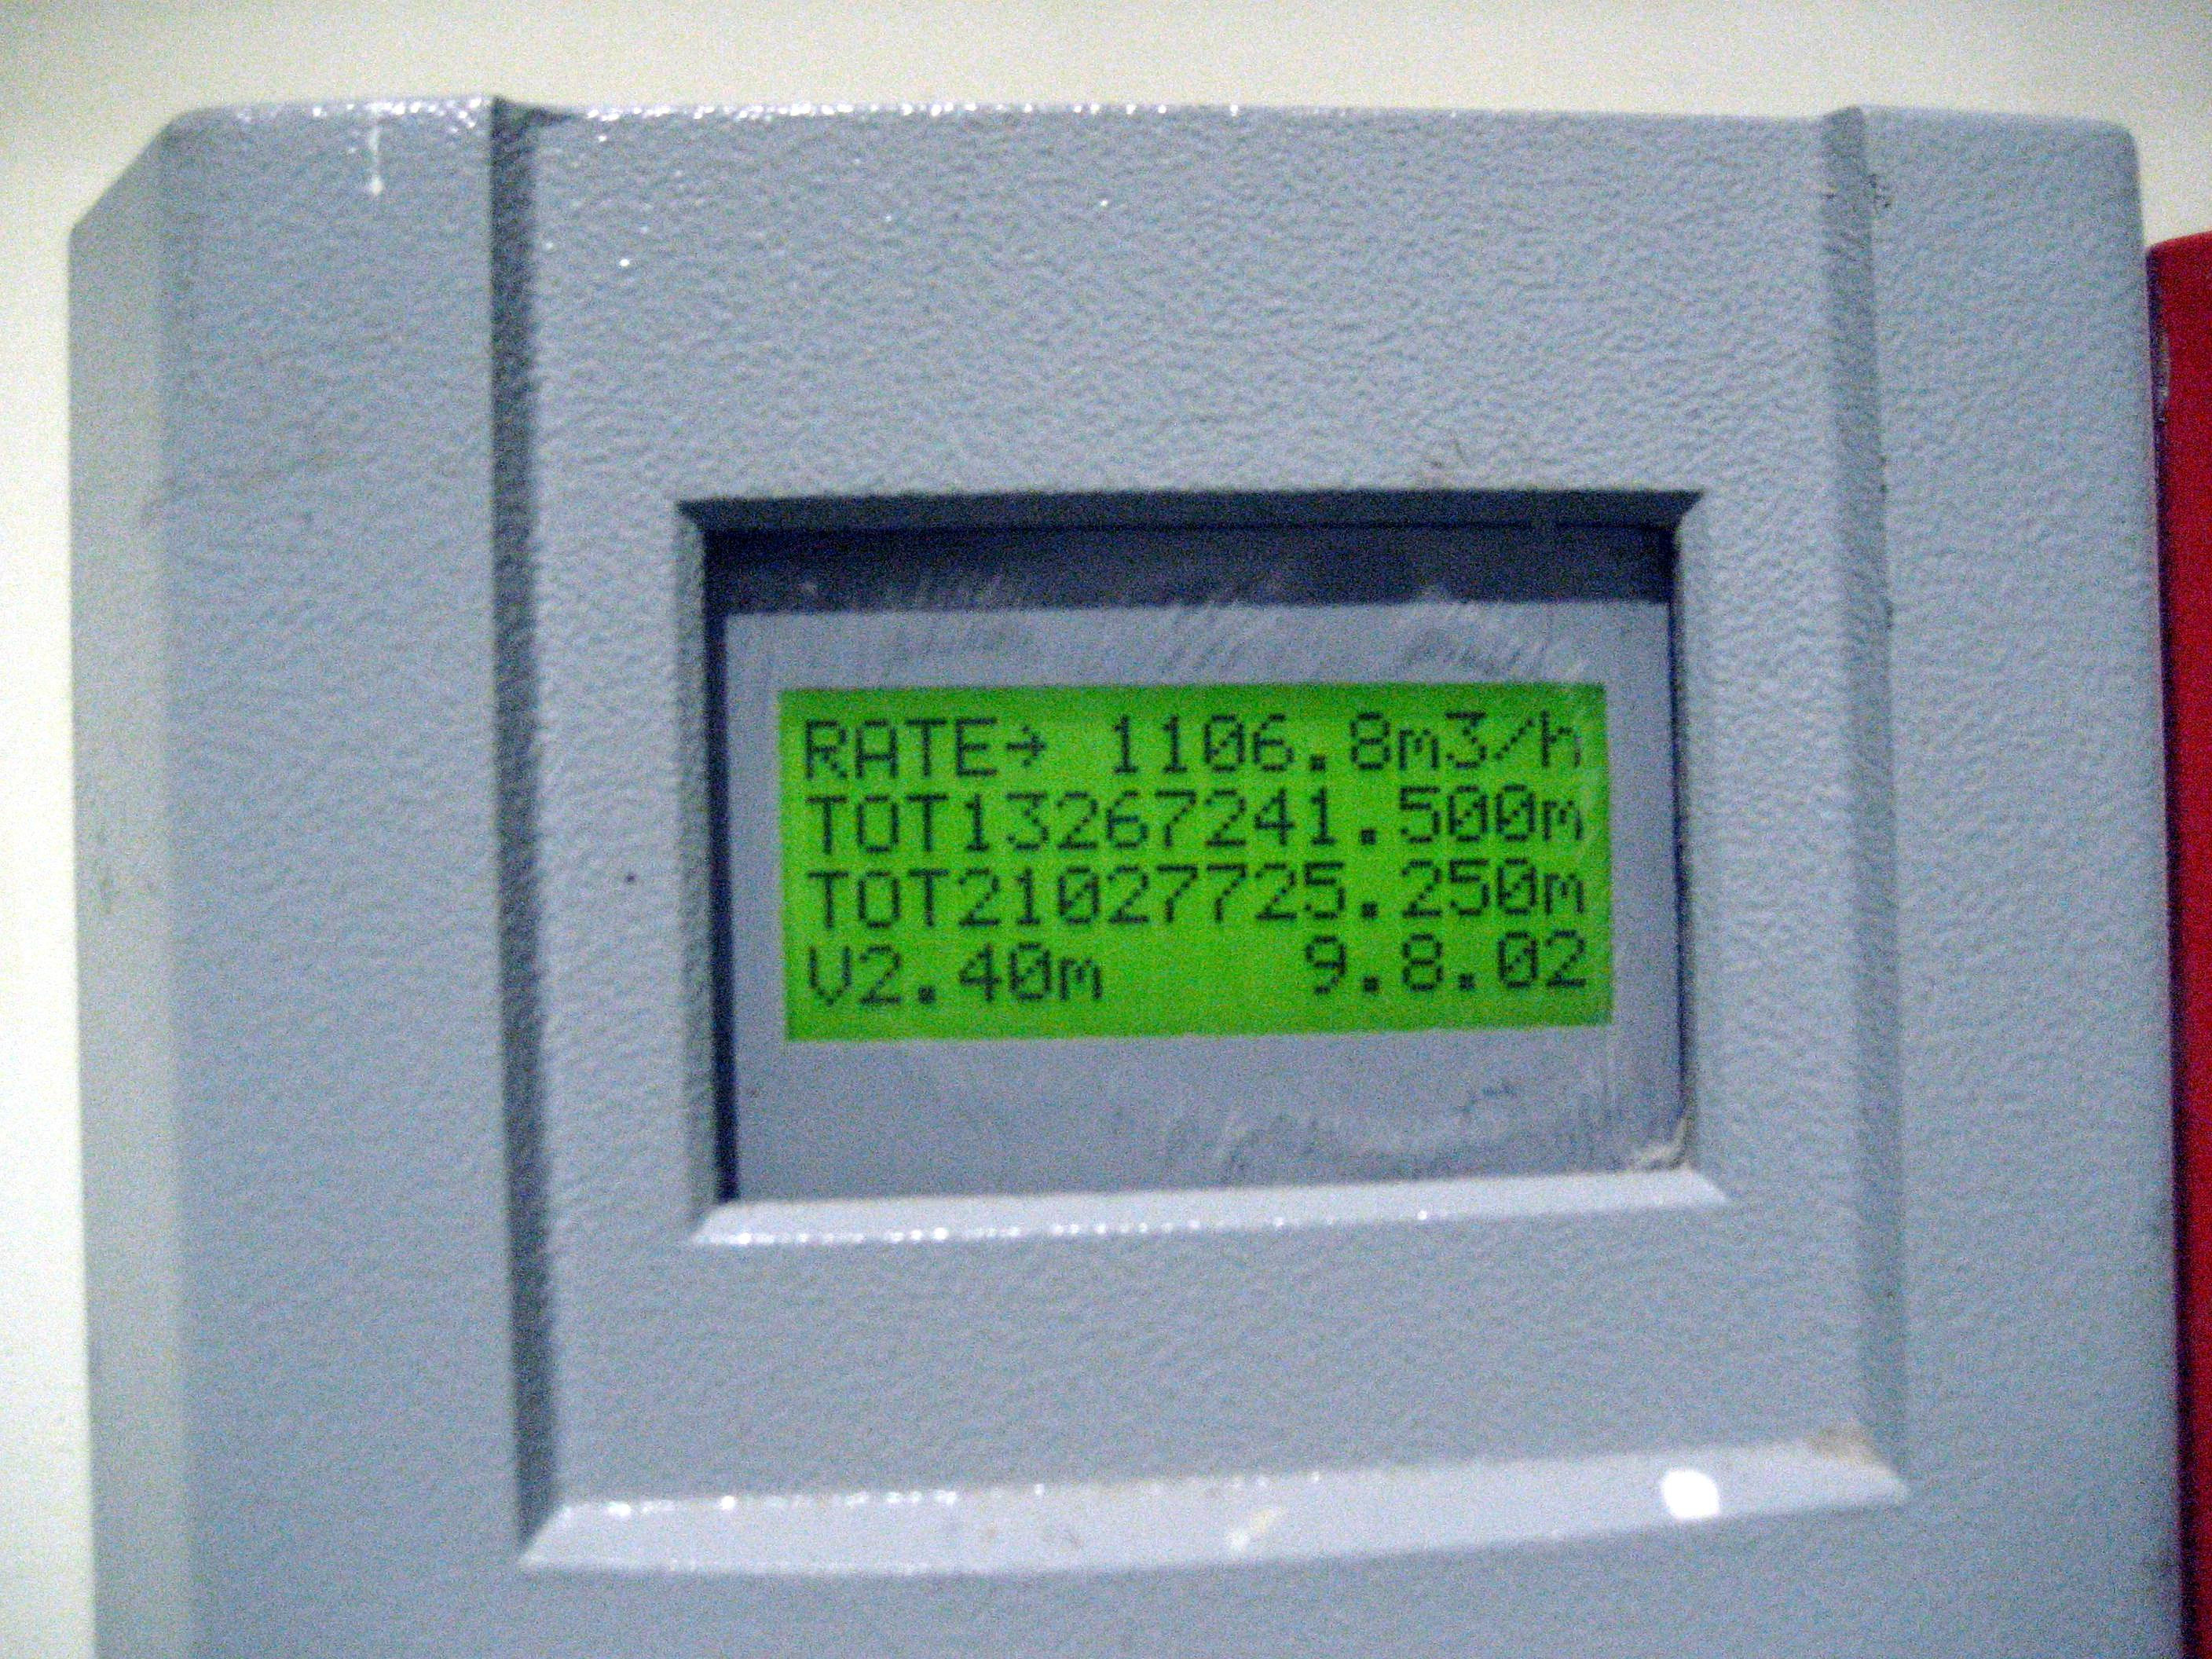 RATE→ 1106.8m3/h
TOT13267241.500m
TOT21027725.250m
V2.40m 9.8.02